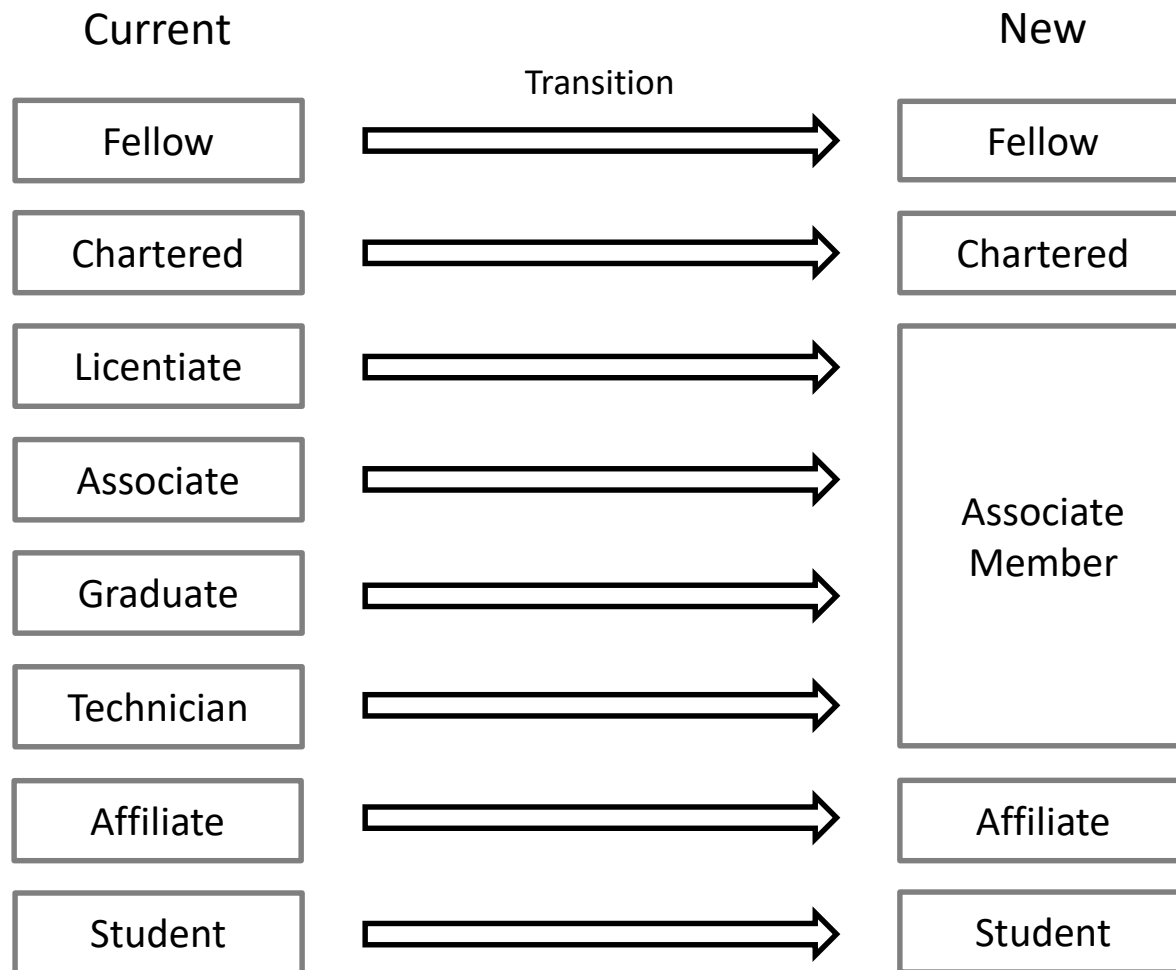 Current
New
Transition
Fellow
Fellow
Chartered
Chartered
Licentiate
Associate
Associate
Member
Graduate
Technician
Affiliate
Affiliate
Student
Student